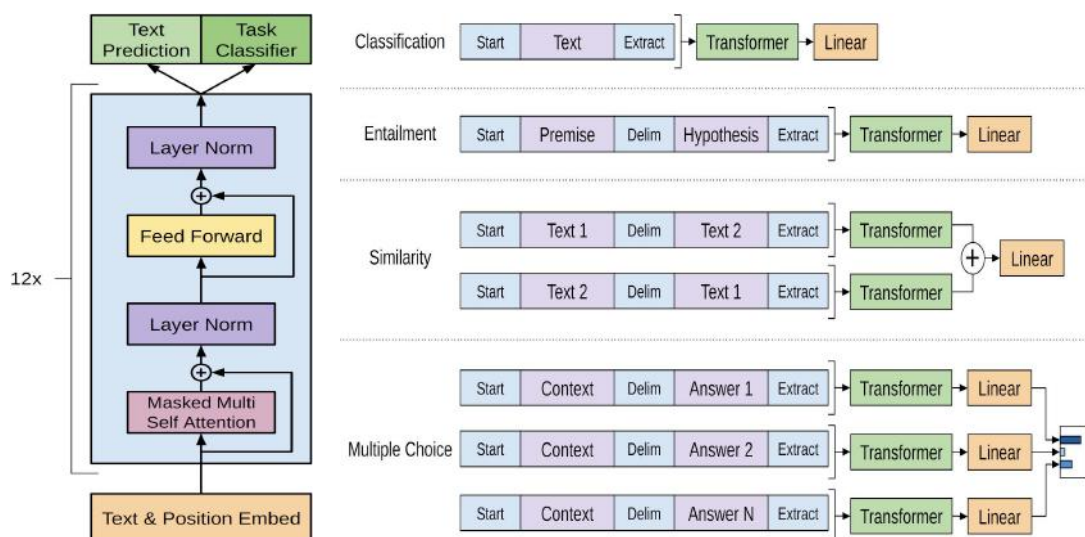 Text
Prediction
Task
Classifier
Layer Norm
+
Feed Forward
12x
Layer Norm
+
Masked Multi
Self Attention
Text & Position Embed
Classification
Start Text Extract Transformer Linear
Entailment
Start Premise Delim Hypothesis Extract Transformer Linear
Similarity
Start Text 1 Delim Text 2 Extract Transformer
+ Linear
Start Text 2 Delim Text 1 Extract Transformer
Multiple Choice
Start Context Delim Answer 1 Extract Transformer Linear
Start Context Delim Answer 2 Extract Transformer Linear
Start Context Delim Answer N Extract Transformer Linear